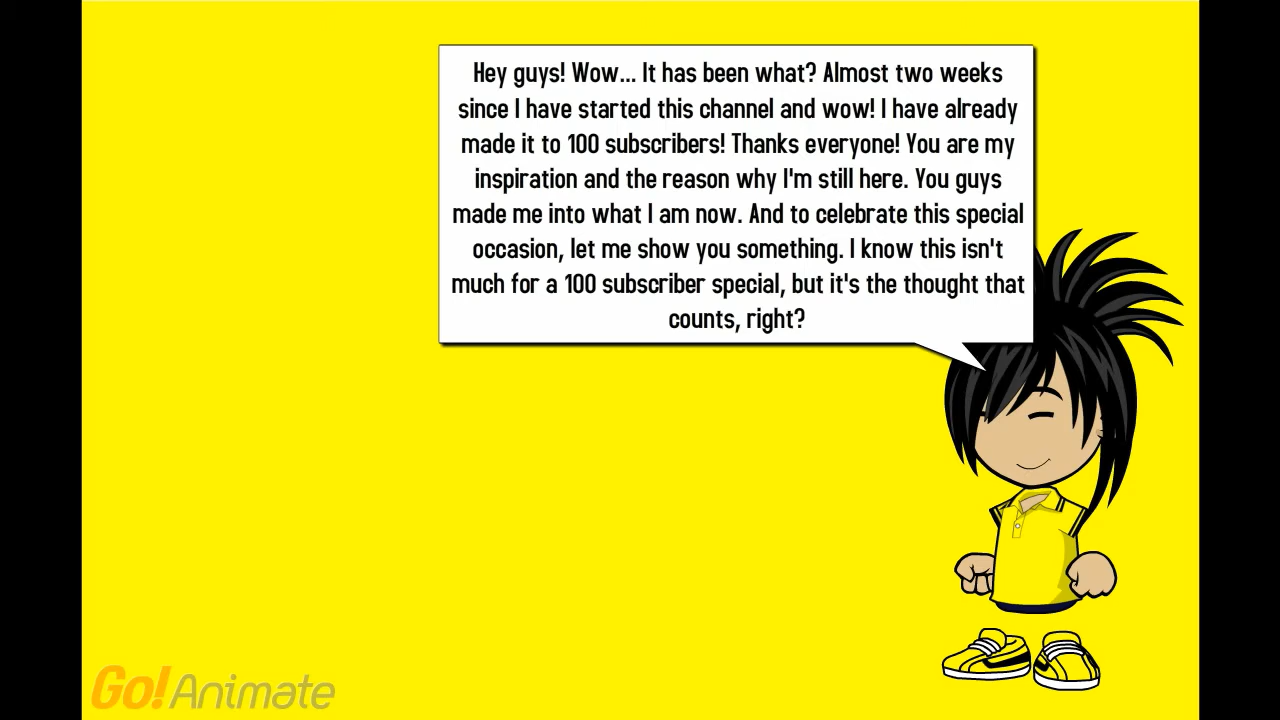 Hey guys! Wow... It has been what? Almost two weeks
since I have started this channel and wow! I have already
made it to 100 subscribers! Thanks everyone! You are my
inspiration and the reason why I'm still here. You guys
made me into what I am now. And to celebrate this special
occasion, let me show you something. I know this isn't
much for a 100 subscriber special, but it's the thought that
counts, right?
Go!Animate